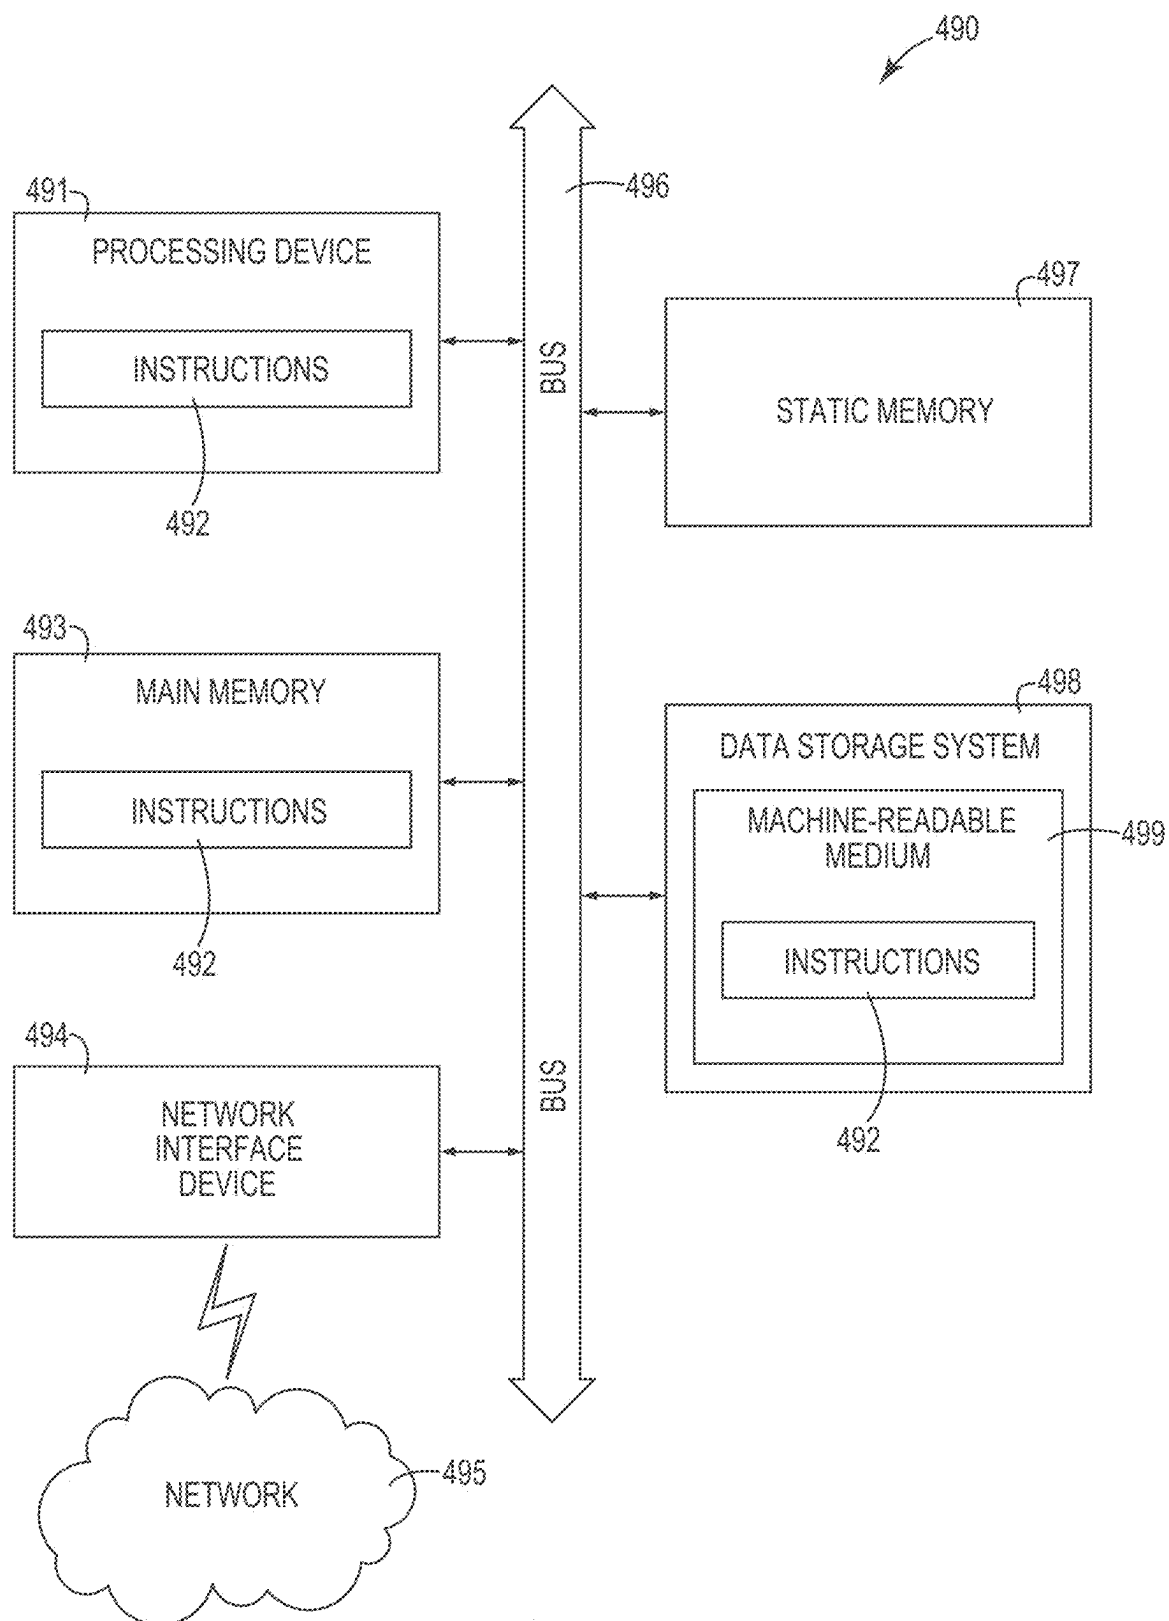 490
496
491
PROCESSING DEVICE
INSTRUCTIONS
492
BUS
497
STATIC MEMORY
493
MAIN MEMORY
INSTRUCTIONS
492
498
DATA STORAGE SYSTEM
MACHINE-READABLE
MEDIUM
499
INSTRUCTIONS
492
494
NETWORK
INTERFACE
DEVICE
BUS
NETWORK
495